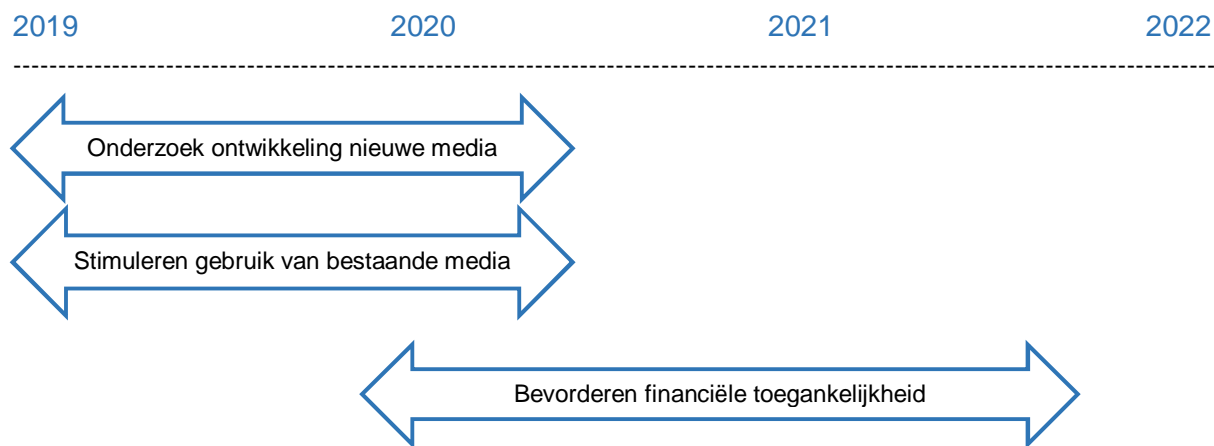 2019 2020 2021 2022
Onderzoek ontwikkeling nieuwe media
Stimuleren gebruik van bestaande media
Bevorderen financiële toegankelijkheid